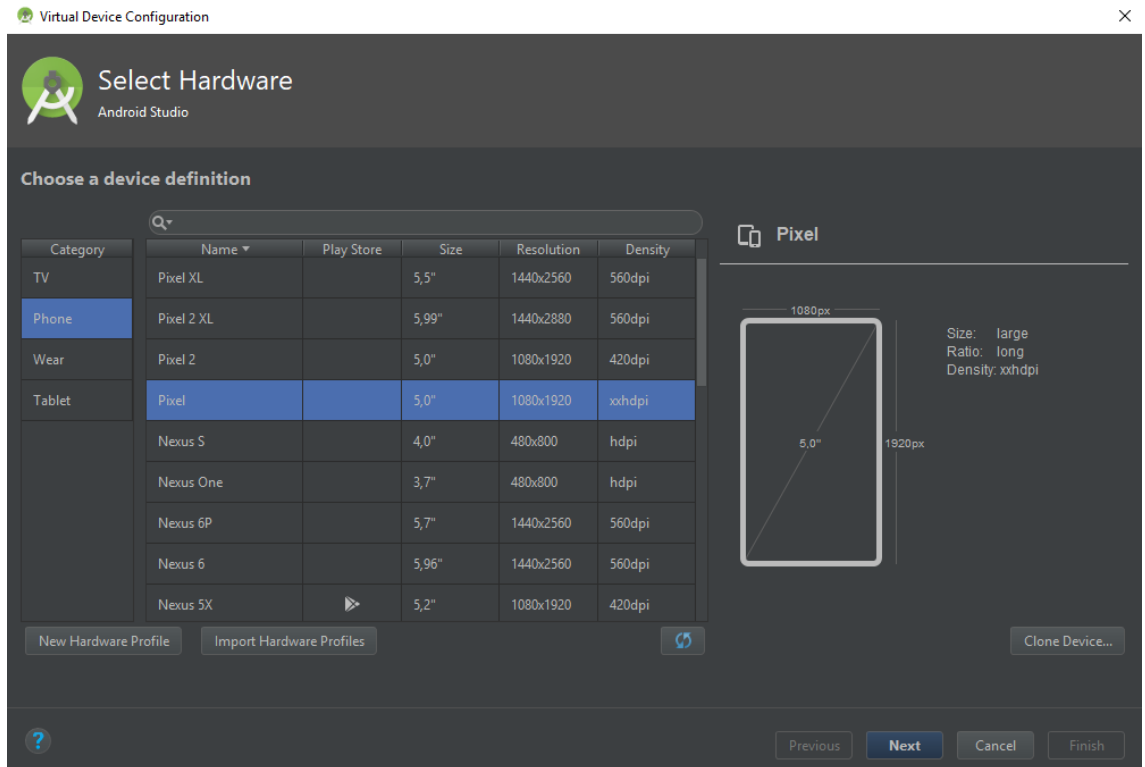 Virtual Device Configuration
Select Hardware
Android Studio
Choose a device definition
Category
TV
Phone
Wear
Tablet
Name Play Store Size Resolution Density
Pixel XL 5,5" 1440x2560 560dpi
Pixel 2 XL 5,99" 1440x2880 560dpi
Pixel 2 5,0" 1080x1920 420dpi
Pixel 5,0" 1080x1920 xxhdpi
Nexus S 4,0" 480x800 hdpi
Nexus One 3,7" 480x800 hdpi
Nexus 6P 5,7" 1440x2560 560dpi
Nexus 6 5,96" 1440x2560 560dpi
Nexus 5X 5,2" 1080x1920 420dpi
New Hardware Profile Import Hardware Profiles
Pixel
1080px
5,0" 1920px
Size: large
Ratio: long
Density: xxhdpi
Clone Device...
? Previous Next Cancel Finish